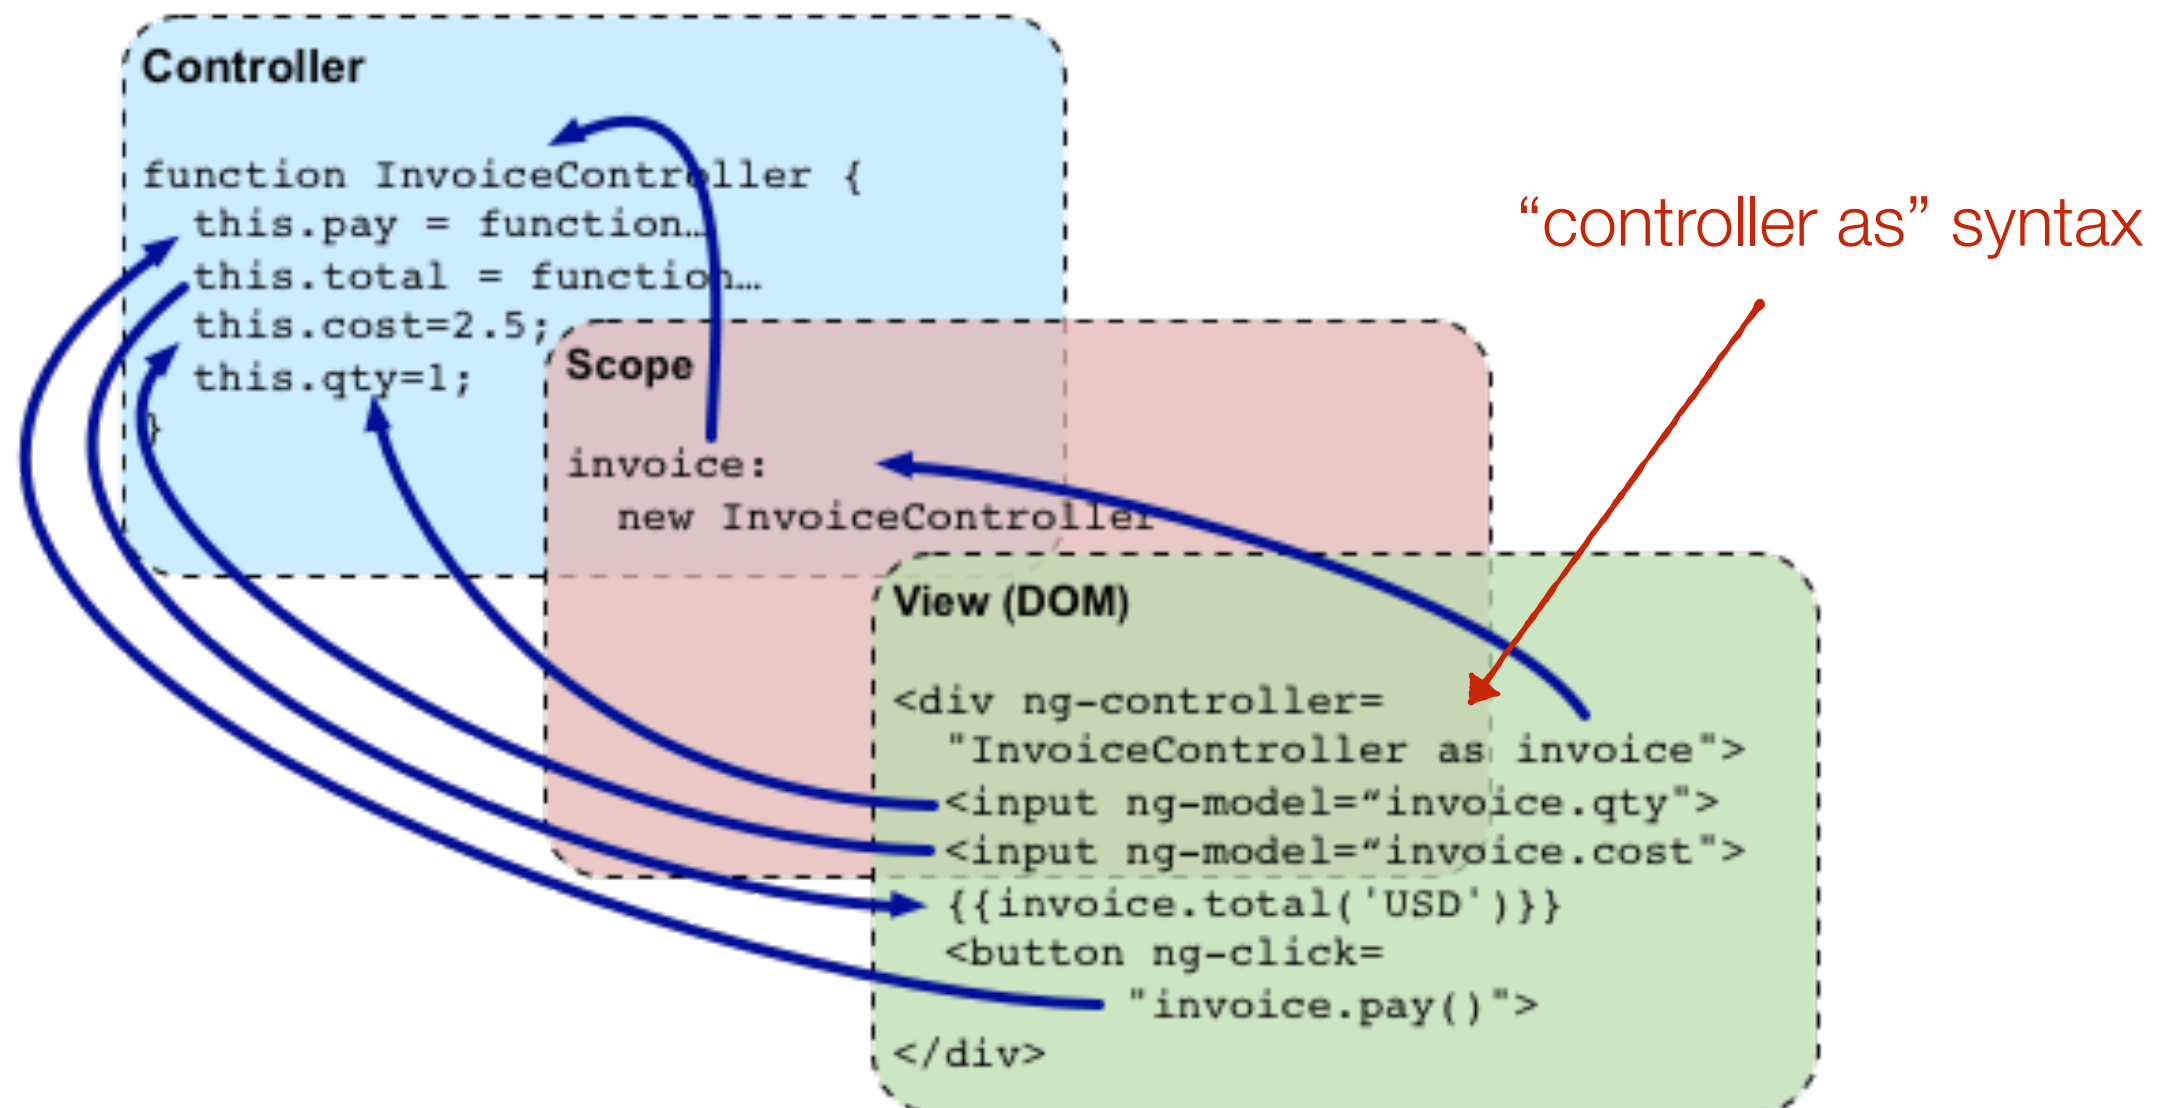 Controller
function InvoiceController {
this.pay = function…
this.total = function…
this.cost=2.5;
this.qty=1;
}
“controller as” syntax
Scope
invoice:
new InvoiceController
View (DOM)
<div ng-controller=
"InvoiceController as invoice">
<input ng-model=“invoice.qty">
<input ng-model=“invoice.cost">
{{invoice.total('USD')}}
<button ng-click=
"invoice.pay()">
</div>